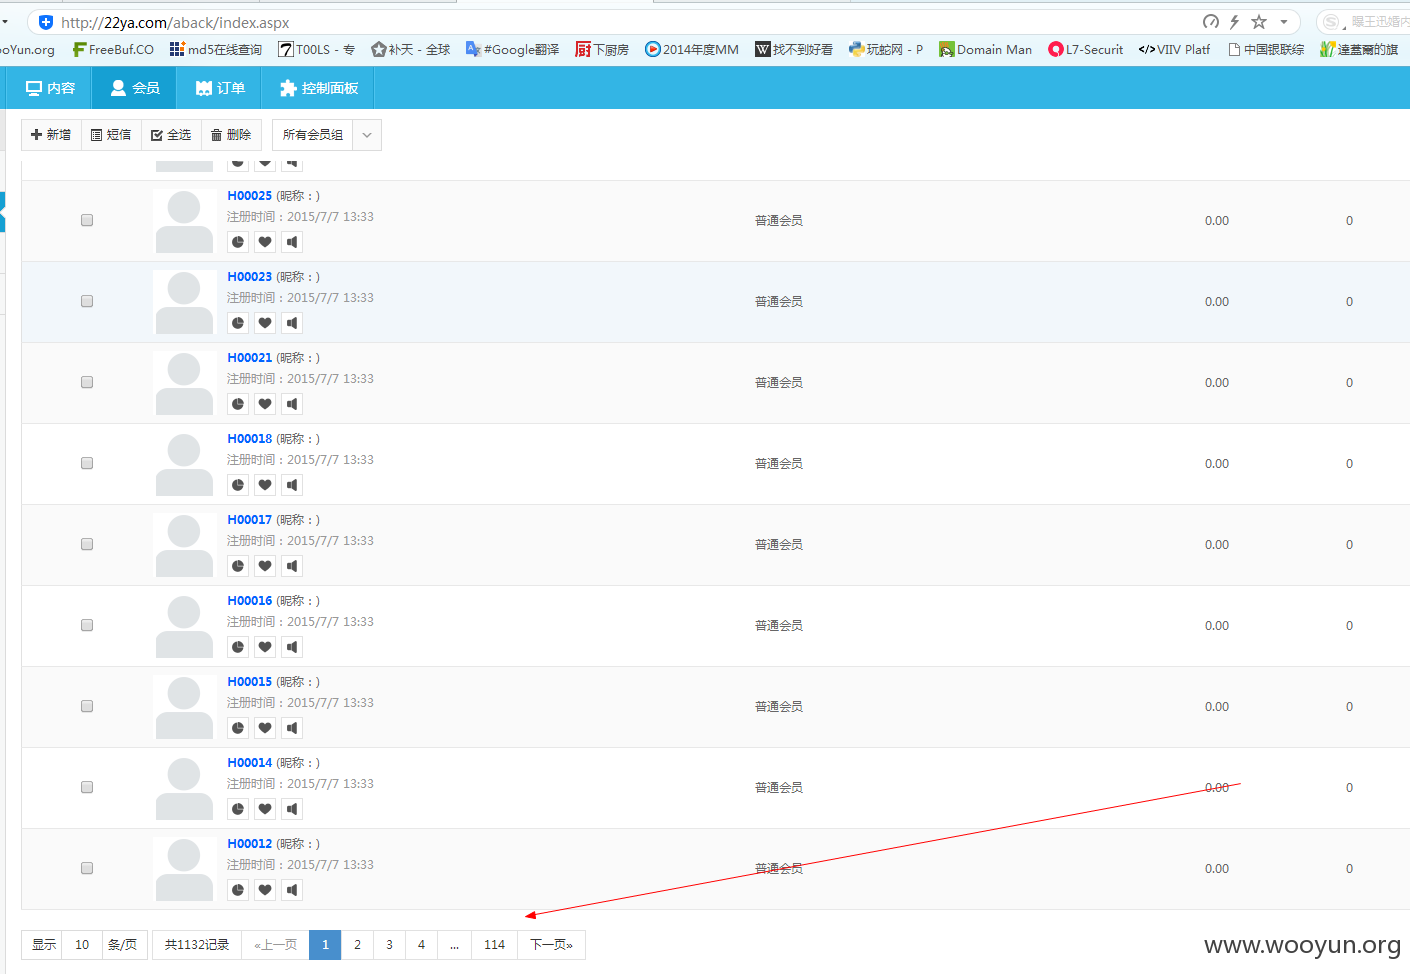 http://22ya.com/aback/index.aspx
曝王迅婚内
ooYun.org FreeBuf.CO md5在线查询 T00LS - 专 补天 - 全球 #Google翻译 下厨房 2014年度MM 找不到好看 玩蛇网 - P Domain Man L7-Securit VIIV Platf 中国银联综 達蓋爾的旗
内容 会员 订单 控制面板
新增 短信 全选 删除 所有会员组
H00025 (昵称：)
注册时间：2015/7/7 13:33
普通会员 0.00 0
H00023 (昵称：)
注册时间：2015/7/7 13:33
普通会员 0.00 0
H00021 (昵称：)
注册时间：2015/7/7 13:33
普通会员 0.00 0
H00018 (昵称：)
注册时间：2015/7/7 13:33
普通会员 0.00 0
H00017 (昵称：)
注册时间：2015/7/7 13:33
普通会员 0.00 0
H00016 (昵称：)
注册时间：2015/7/7 13:33
普通会员 0.00 0
H00015 (昵称：)
注册时间：2015/7/7 13:33
普通会员 0.00 0
H00014 (昵称：)
注册时间：2015/7/7 13:33
普通会员 0.00 0
H00012 (昵称：)
注册时间：2015/7/7 13:33
普通会员 0.00 0
显示 10 条/页 共1132记录 «上一页 1 2 3 4 ... 114 下一页»
www.wooyun.org